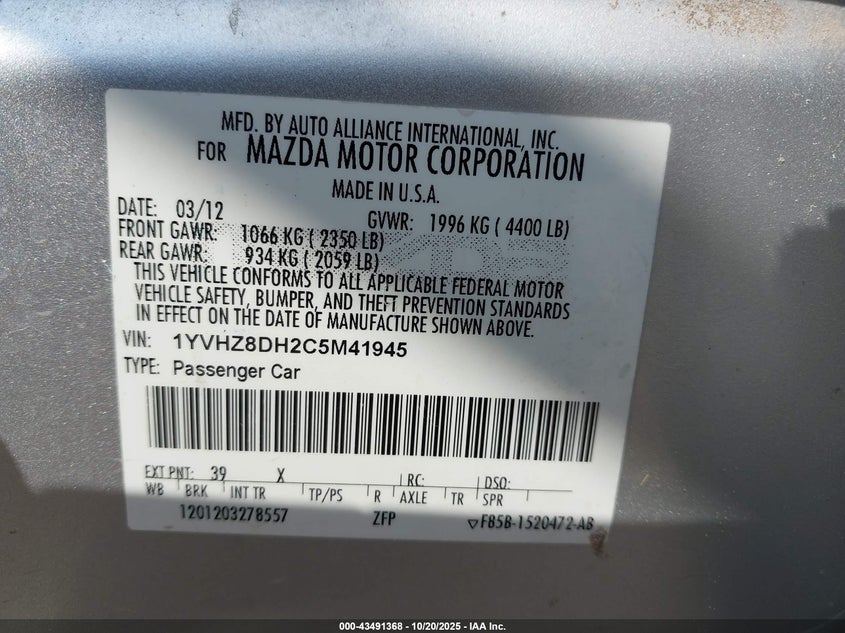 MFD. BY AUTO ALLIANCE INTERNATIONAL, INC.
FOR MAZDA MOTOR CORPORATION
MADE IN U.S.A.
DATE: 03/12 GVWR: 1996 KG ( 4400 LB)
FRONT GAWR: 1066 KG ( 2350 LB)
REAR GAWR: 934 KG ( 2059 LB)
THIS VEHICLE CONFORMS TO ALL APPLICABLE FEDERAL MOTOR
VEHICLE SAFETY, BUMPER, AND THEFT PREVENTION STANDARDS
IN EFFECT ON THE DATE OF MANUFACTURE SHOWN ABOVE.
VIN: 1YVHZ8DH2C5M41945
TYPE: Passenger Car
EXT PNT: 39 X RC: DSO:
WB BRK INT TR TP/PS R AXLE TR SPR
1201203278557 ZFP F85B-1520472-AB
000-43491368 - 10/20/2025 - IAA Inc.